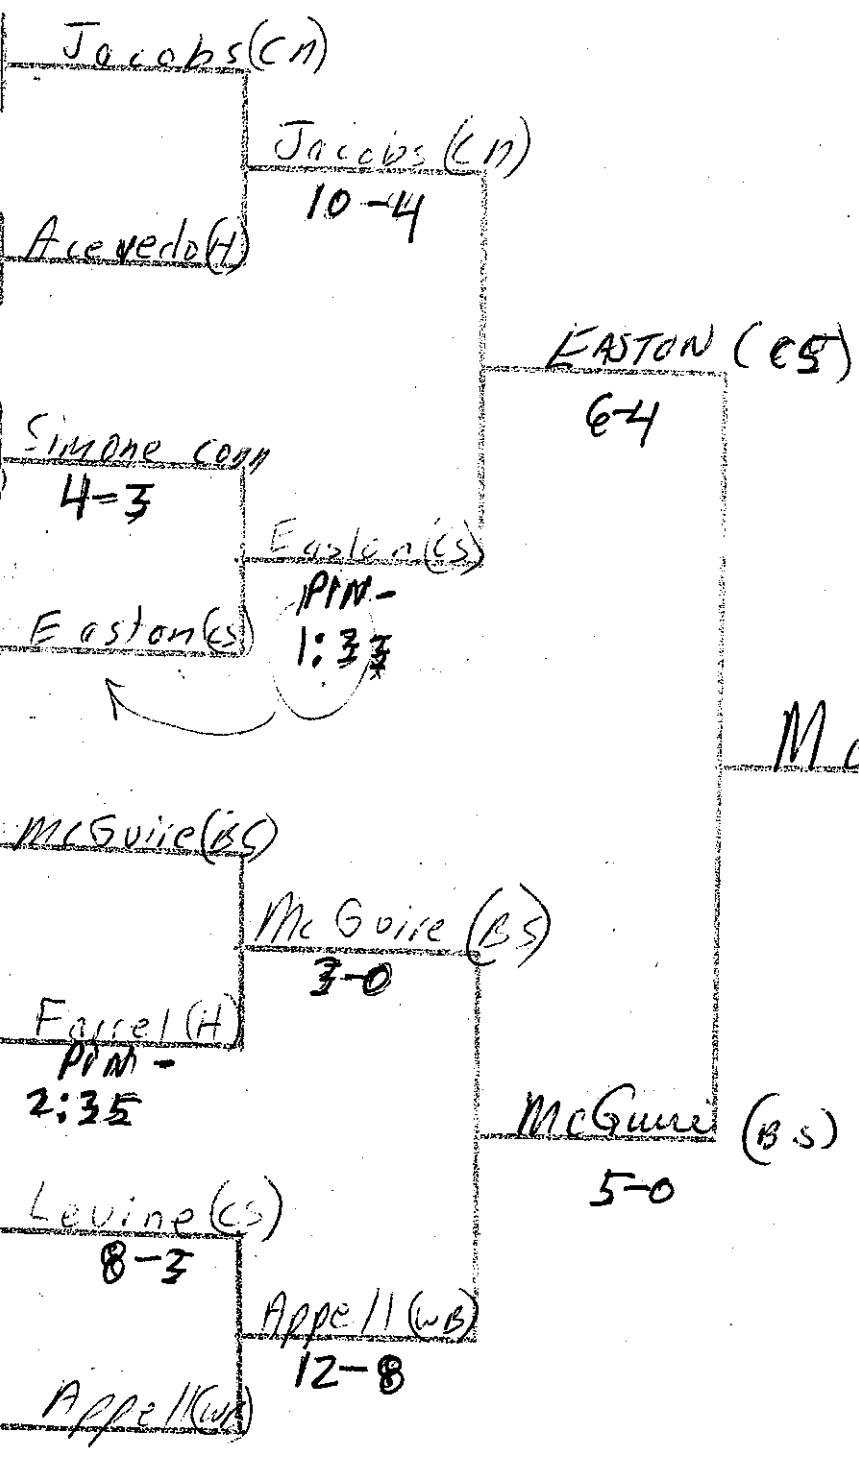 Jacobs (CN)
Jacobs (CN)
10-4
Acevedo (H)
EASTON (CS)
6-4
Simone conn
4-3
Easton (CS)
PIN-
1:33
Easton (CS)
McGuire (BS)
McGuire (BS)
3-0
Farrel (H)
PIN-
2:35
McGuire (BS)
5-0
Levine (CS)
8-3
Appell (WB)
12-8
Appell (WB)